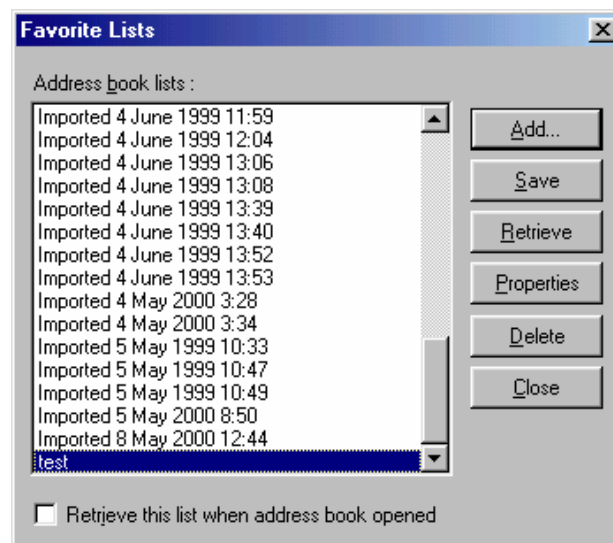 Favorite Lists
Address book lists :
Imported 4 June 1999 11:59
Imported 4 June 1999 12:04
Imported 4 June 1999 13:06
Imported 4 June 1999 13:08
Imported 4 June 1999 13:39
Imported 4 June 1999 13:40
Imported 4 June 1999 13:52
Imported 4 June 1999 13:53
Imported 4 May 2000 3:28
Imported 4 May 2000 3:34
Imported 5 May 1999 10:33
Imported 5 May 1999 10:47
Imported 5 May 1999 10:49
Imported 5 May 2000 8:50
Imported 8 May 2000 12:44
test
Add...
Save
Retrieve
Properties
Delete
Close
Retrieve this list when address book opened